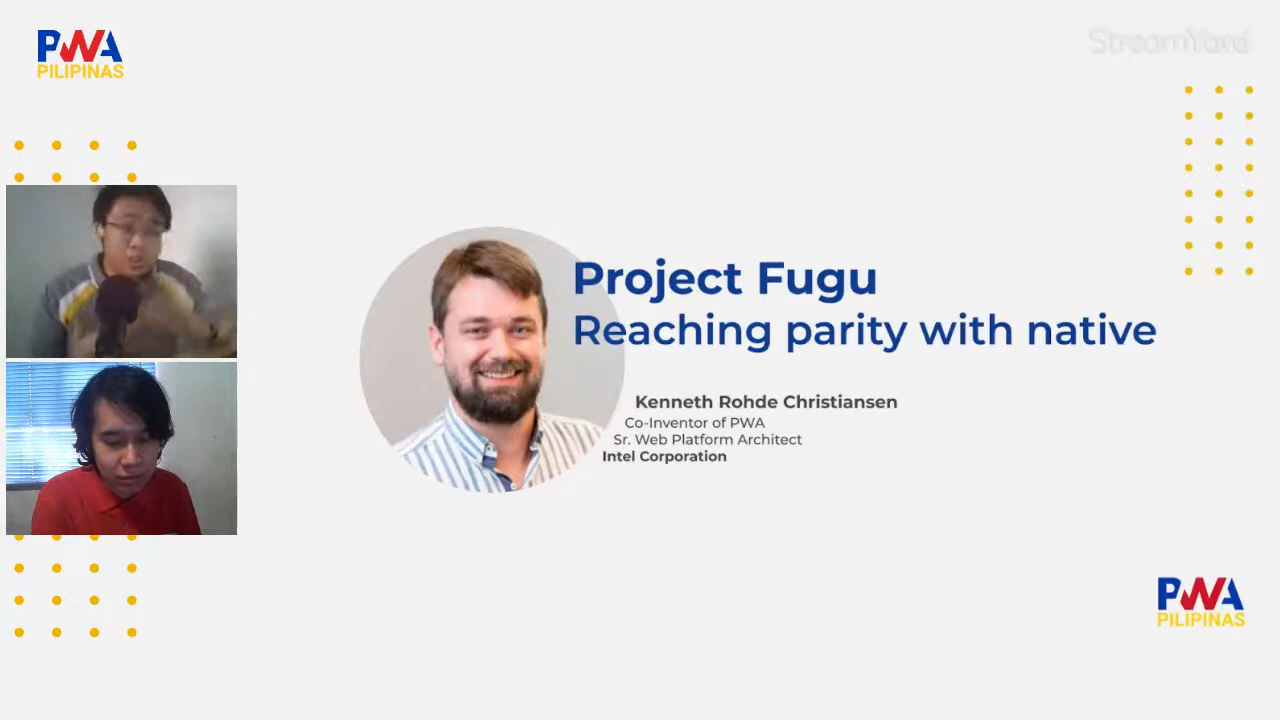 PWA
PILIPINAS
StreamYard
Project Fugu
Reaching parity with native
Kenneth Rohde Christiansen
Co-Inventor of PWA
Sr. Web Platform Architect
Intel Corporation
PWA
PILIPINAS